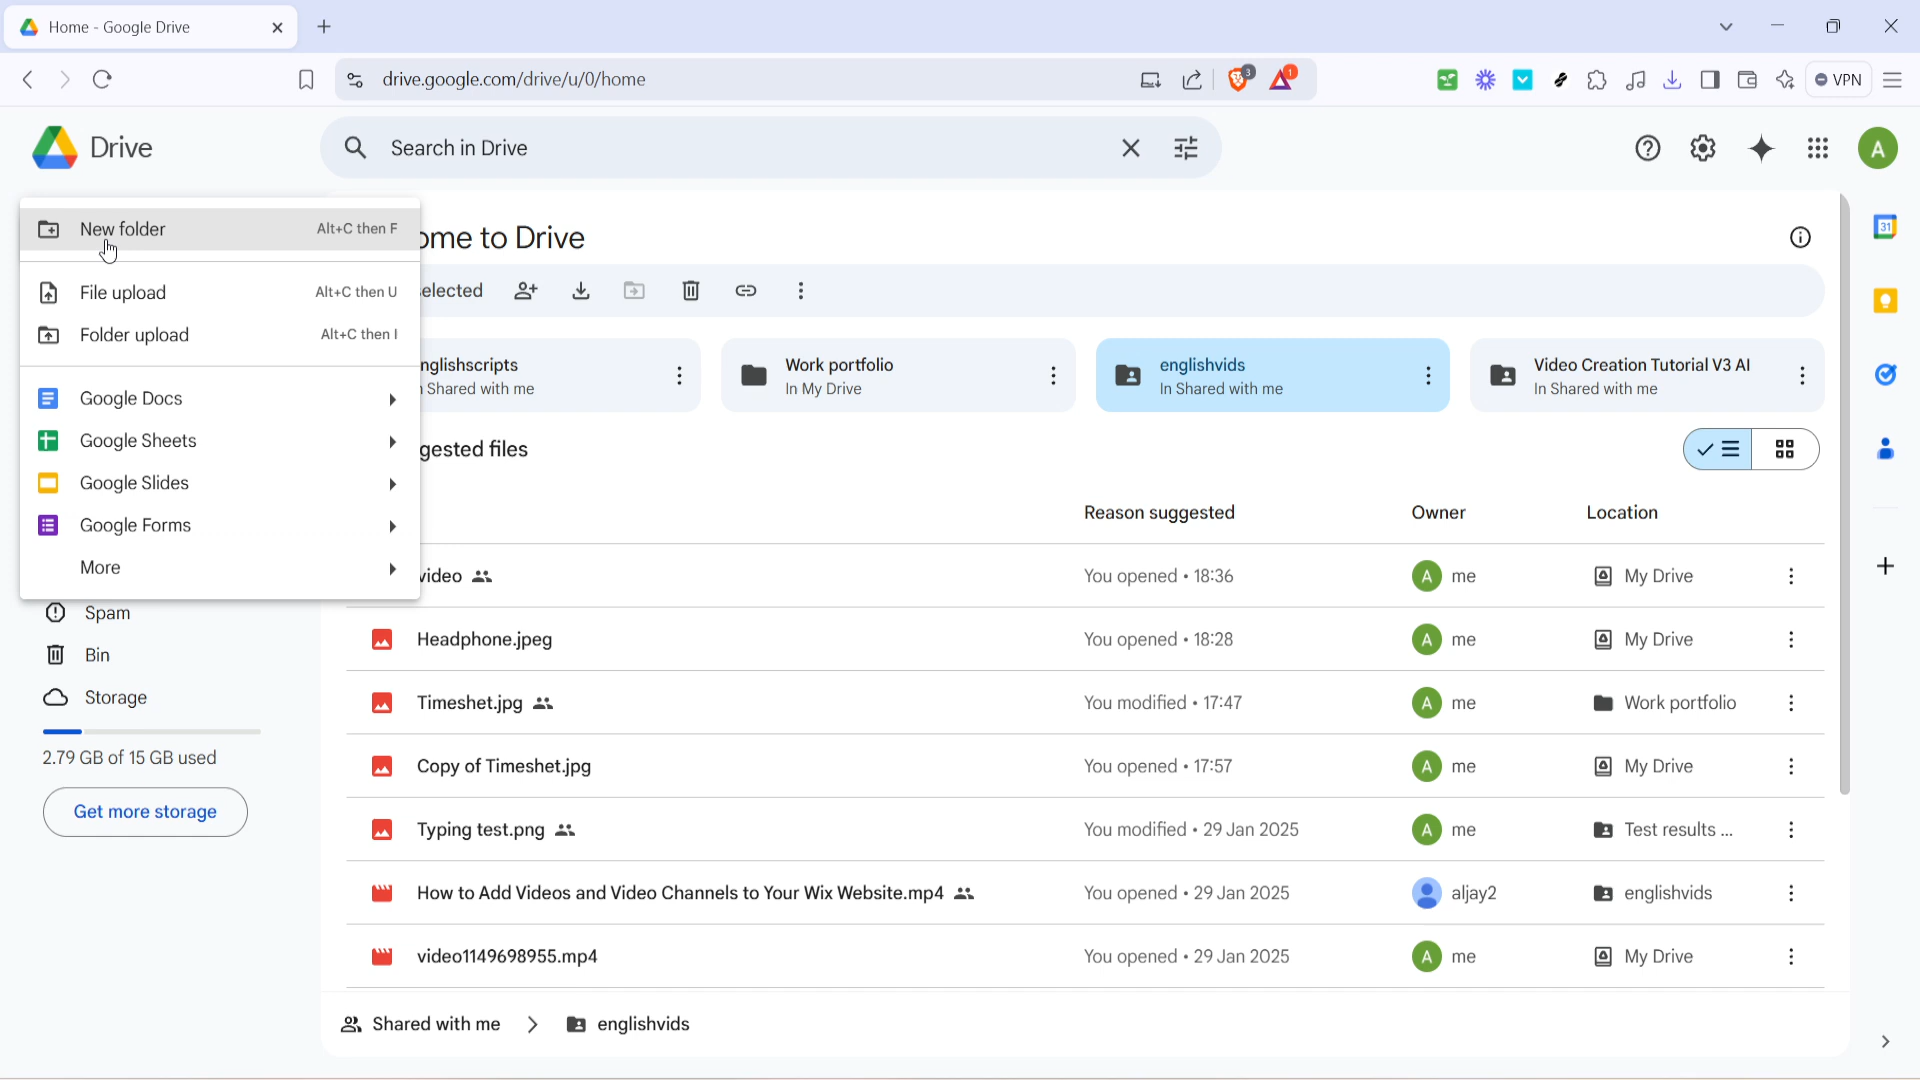 Home - Google Drive
drive.google.com/drive/u/0/home
3
1
VPN
Drive
Search in Drive
A
New folder Alt+C then F
File upload Alt+C then U
Folder upload Alt+C then I
Google Docs
Google Sheets
Google Slides
Google Forms
More
Spam
Bin
Storage
2.79 GB of 15 GB used
Get more storage
ome to Drive
elected
nglishscripts
Shared with me
Work portfolio
In My Drive
englishvids
In Shared with me
Video Creation Tutorial V3 AI
In Shared with me
gested files
Reason suggested Owner Location
video You opened • 18:36 A me My Drive
Headphone.jpeg You opened • 18:28 A me My Drive
Timeshet.jpg You modified • 17:47 A me Work portfolio
Copy of Timeshet.jpg You opened • 17:57 A me My Drive
Typing test.png You modified • 29 Jan 2025 A me Test results ...
How to Add Videos and Video Channels to Your Wix Website.mp4 You opened • 29 Jan 2025 aljay2 englishvids
video1149698955.mp4 You opened • 29 Jan 2025 A me My Drive
Shared with me > englishvids
31